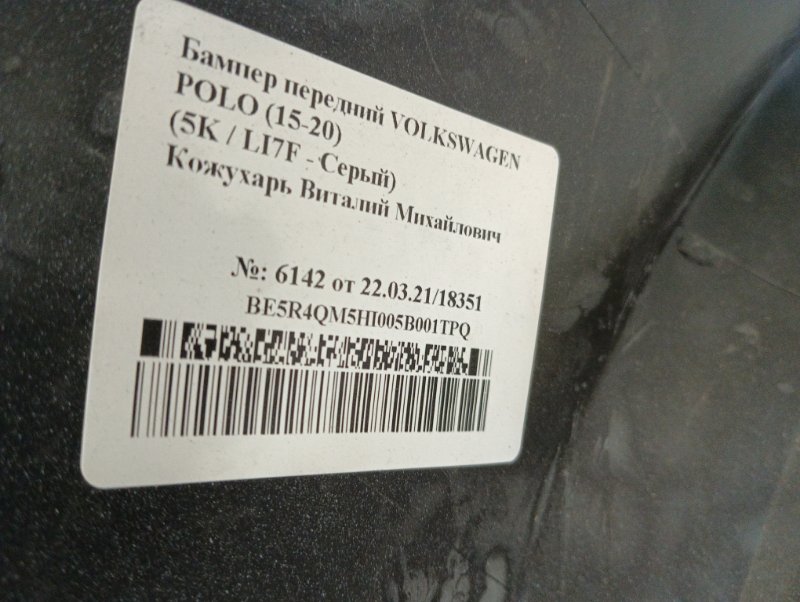 Бампер передний VOLKSWAGEN
POLO (15-20)
(5K / LI7F - Серый)
Кожухарь Виталий Михайлович
№: 6142 от 22.03.21/18351
BE5R4QM5HI005B001TPQ